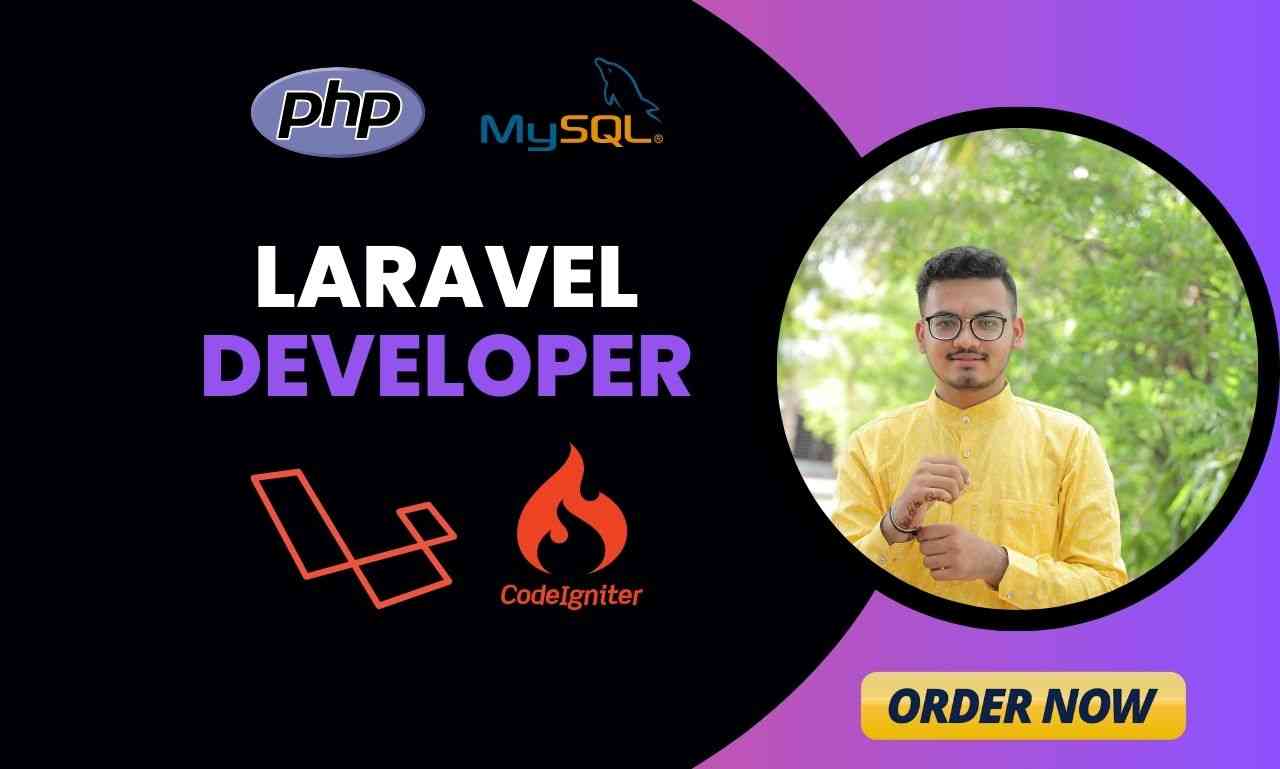 php
MySQL®
LARAVEL
DEVELOPER
CodeIgniter
ORDER NOW